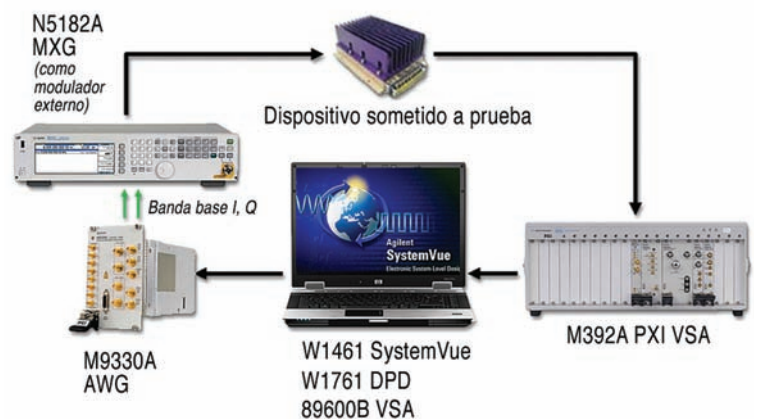 N5182A
MXG
(como
modulador
externo)
Dispositivo sometido a prueba
Banda base I, Q
Agilent
SystemVue
Electronic System Level Design
M9330A
AWG
W1461 SystemVue
W1761 DPD
89600B VSA
M392A PXI VSA